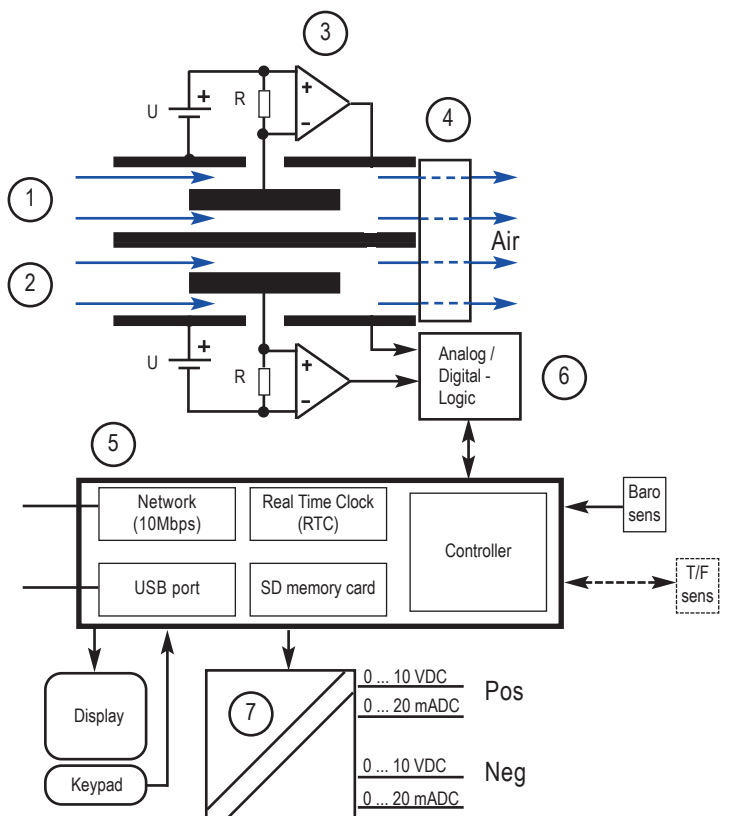 3
+
U
R
+
−
4
1
Air
2
+
U
R
+
−
Analog /
Digital -
Logic
6
5
Network
(10Mbps)
Real Time Clock
(RTC)
Controller
Baro
sens
USB port
SD memory card
T/F
sens
Display
Keypad
7
0 ... 10 VDC
0 ... 20 mADC
Pos
0 ... 10 VDC
0 ... 20 mADC
Neg